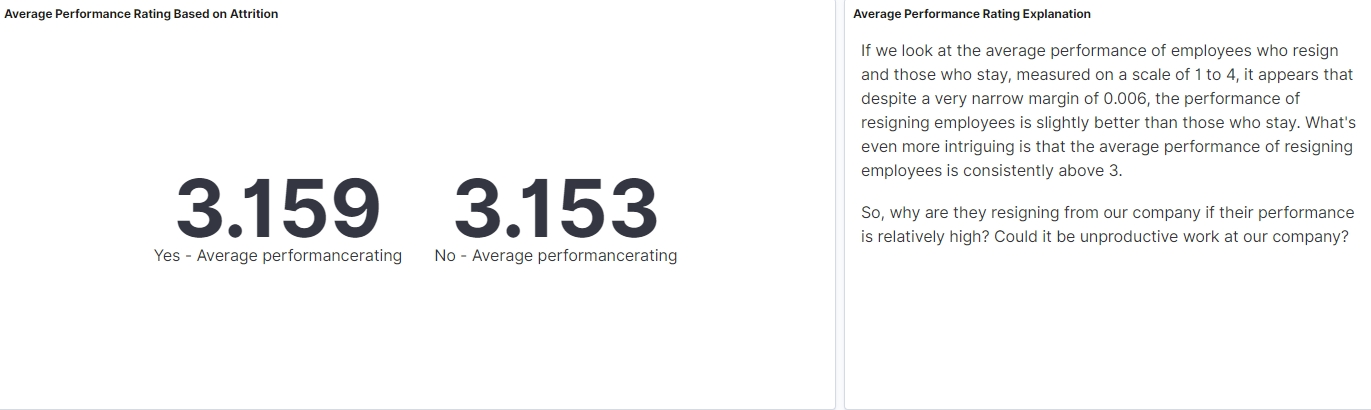 Average Performance Rating Based on Attrition
3.159
Yes - Average performancerating
3.153
No - Average performancerating
Average Performance Rating Explanation
If we look at the average performance of employees who resign
and those who stay, measured on a scale of 1 to 4, it appears that
despite a very narrow margin of 0.006, the performance of
resigning employees is slightly better than those who stay. What's
even more intriguing is that the average performance of resigning
employees is consistently above 3.
So, why are they resigning from our company if their performance
is relatively high? Could it be unproductive work at our company?